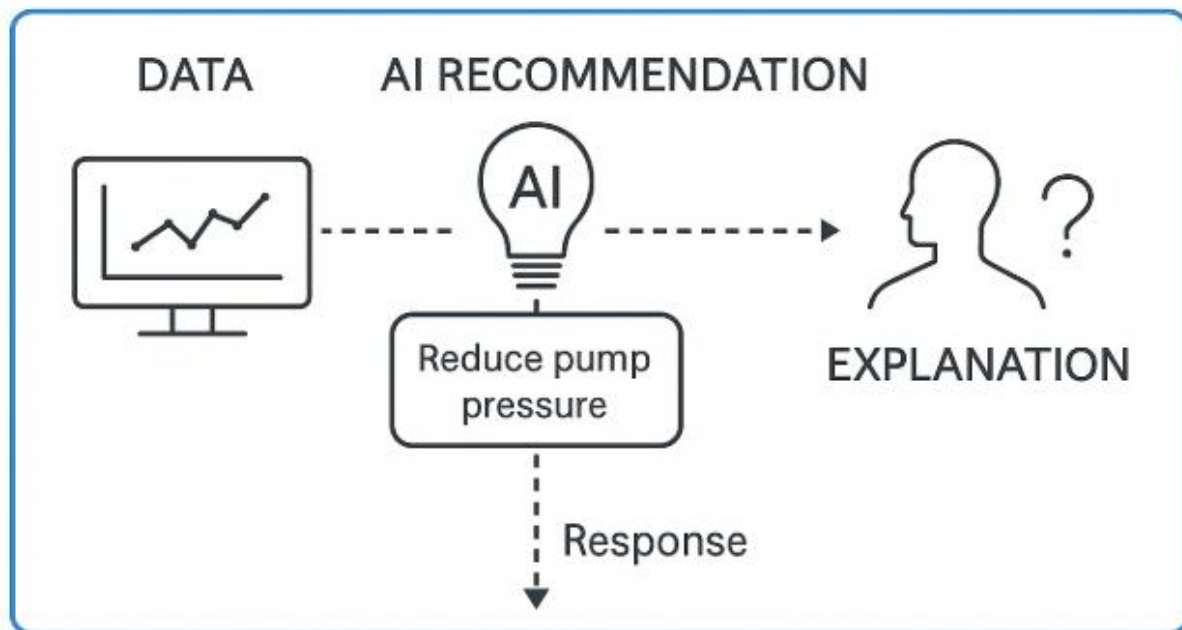 DATA
AI RECOMMENDATION
AI
?
Reduce pump
pressure
EXPLANATION
Response